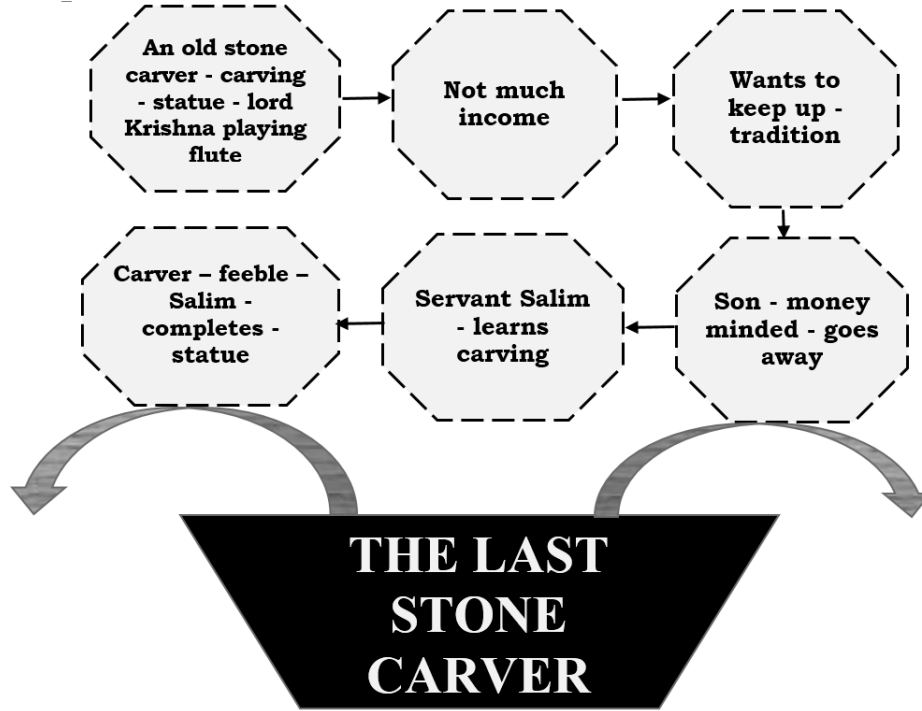 An old stone
carver - carving
- statue - lord
Krishna playing
flute
Not much
income
Wants to
keep up -
tradition
Son - money
minded - goes
away
Servant Salim
- learns
carving
Carver – feeble –
Salim -
completes -
statue
THE LAST
STONE
CARVER